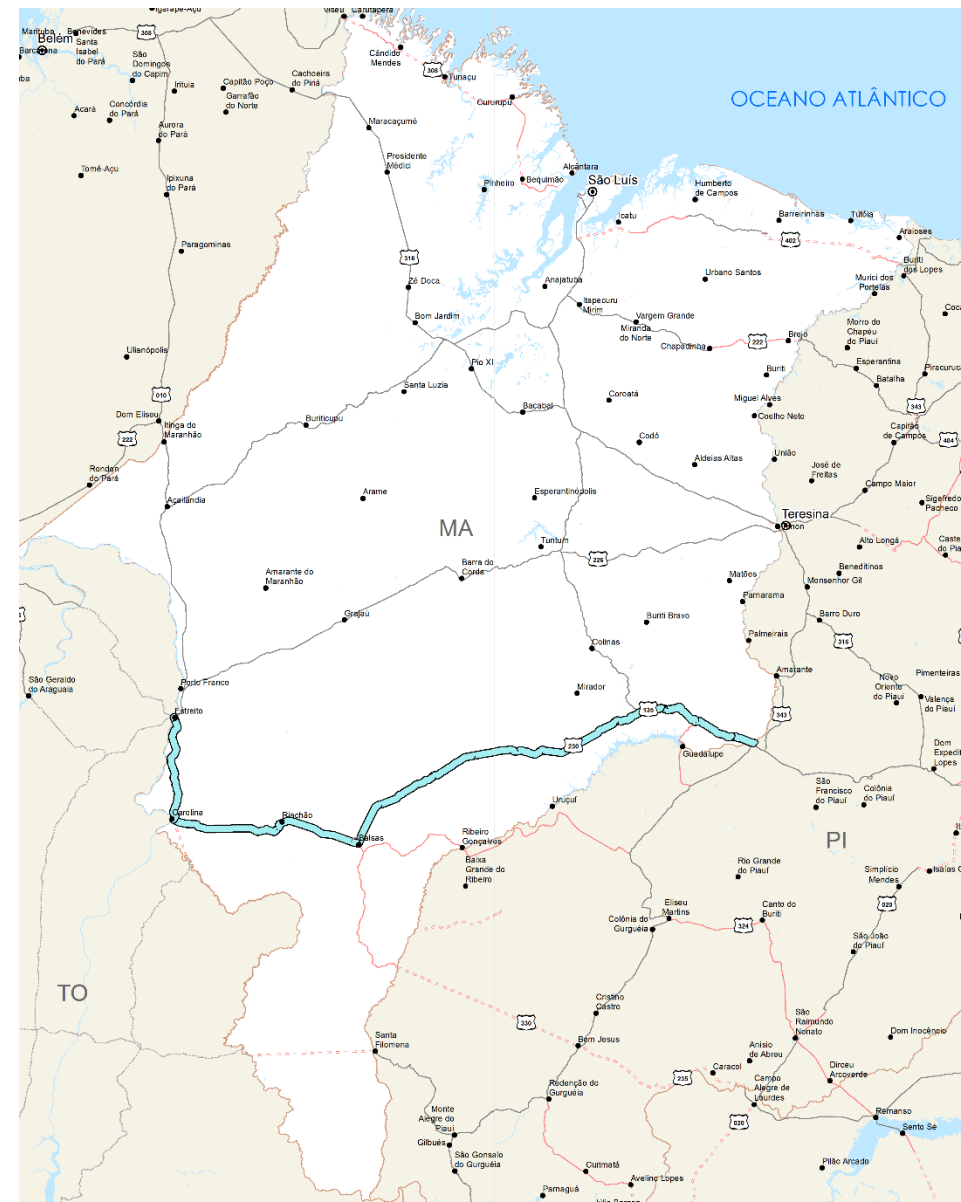 Igarapé-Açu
Viseu
Carutapera
Marituba
Benevides
308
Belém
Santa
Isabel
do Pará
São
Domingos
do Capim
Cândido
Mendes
308
Turiaçu
Irituia
Capitão Poço
Cachoeira
do Piriá
Garrafão
do Norte
Cururupu
OCEANO ATLÂNTICO
Acará
Concórdia
do Pará
Aurora
do Pará
Maracaçumé
Presidente
Médici
Tomé-Açu
Ipixuna
do Pará
Pinheiro
Bequimão
Alcântara
São Luís
Humberto
de Campos
Icatu
Barreirinhas
Tutóia
Araioses
402
Paragominas
316
Buriti
dos Lopes
Zé Doca
Anajatuba
Urbano Santos
Murici dos
Portelas
Itapecuru
Mirim
Bom Jardim
Vargem Grande
Miranda
do Norte
Chapadinha
222
Brejo
Morro do
Chapéu
do Piauí
Ulianópolis
Pio XI
Esperantina
Batalha
Piracuruca
Buriti
Santa Luzia
010
Coroatá
Miguel Alves
343
Dom Eliseu
Itinga do
Maranhão
222
Buriticupu
Bacabal
Coelho Neto
Capitão
de Campos
404
Codó
Aldeias Altas
União
José de
Freitas
Rondon
do Pará
Açailândia
Arame
Esperantinópolis
Campo Maior
Sigefredo
Pacheco
MA
Teresina
Timon
Tuntum
226
Alto Longá
Barra do
Corda
Amarante do
Maranhão
Matões
Beneditinos
Monsenhor Gil
Parnarama
Grajaú
Buriti Bravo
Barro Duro
316
Palmeirais
Colinas
São Geraldo
do Araguaia
Porto Franco
Mirador
Amarante
Novo
Oriente
do Piauí
Pimenteiras
Valença
do Piauí
Estreito
135
343
230
Guadalupe
Dom
Expedit
Lopes
São
Francisco
do Piauí
Colônia
do Piauí
Carolina
Riachão
Uruçuí
Balsas
Ribeiro
Gonçalves
PI
Baixa
Grande do
Ribeiro
Rio Grande
do Piauí
Simplício
Mendes
020
Eliseu
Martins
Canto do
Buriti
Colônia do
Gurguéia
324
São João
do Piauí
TO
Cristino
Castro
330
São
Raimundo
Nonato
Santa
Filomena
Bom Jesus
Dom Inocêncio
Anísio
de Abreu
Redenção do
Gurguéia
235
Caracol
Dirceu
Arcoverde
Campo
Alegre de
Lourdes
Monte
Alegre do
Piauí
020
Remanso
Gilbués
Sento Sé
São Gonsalo
do Gurguéia
Curimatá
Pilão Arcado
Avelino Lopes
Parnaguá